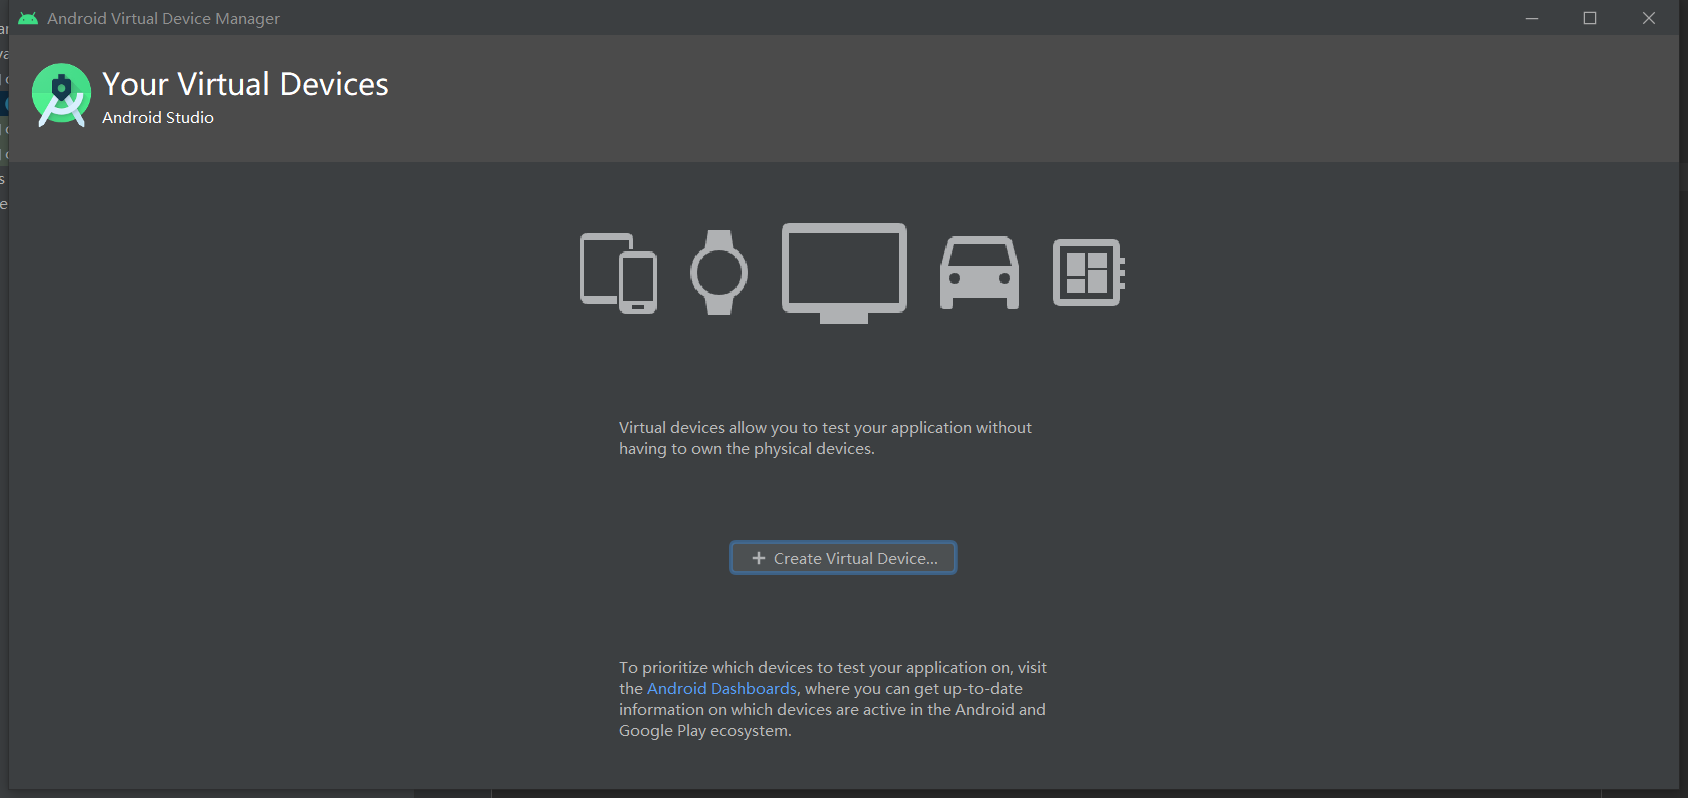 Android Virtual Device Manager
Your Virtual Devices
Android Studio
Virtual devices allow you to test your application without
having to own the physical devices.
Create Virtual Device...
To prioritize which devices to test your application on, visit
the Android Dashboards, where you can get up-to-date
information on which devices are active in the Android and
Google Play ecosystem.